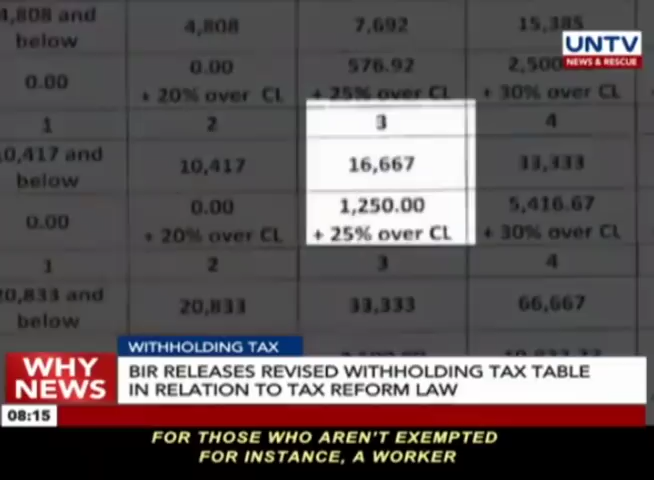 4,808 and
below
4,808
7,692
15,385
UNTV
NEWS & RESCUE
0.00
0.00
+ 20% over CL
576.92
+ 25% over CL
2,500
+ 30% over CL
1
2
3
4
0,417 and
below
10,417
16,667
33,333
0.00
0.00
+ 20% over CL
1,250.00
+ 25% over CL
5,416.67
+ 30% over CL
1
2
3
4
20,833 and
below
20,833
33,333
66,667
WITHHOLDING TAX
WHY
NEWS
BIR RELEASES REVISED WITHHOLDING TAX TABLE
IN RELATION TO TAX REFORM LAW
08:15
FOR THOSE WHO AREN'T EXEMPTED
FOR INSTANCE, A WORKER